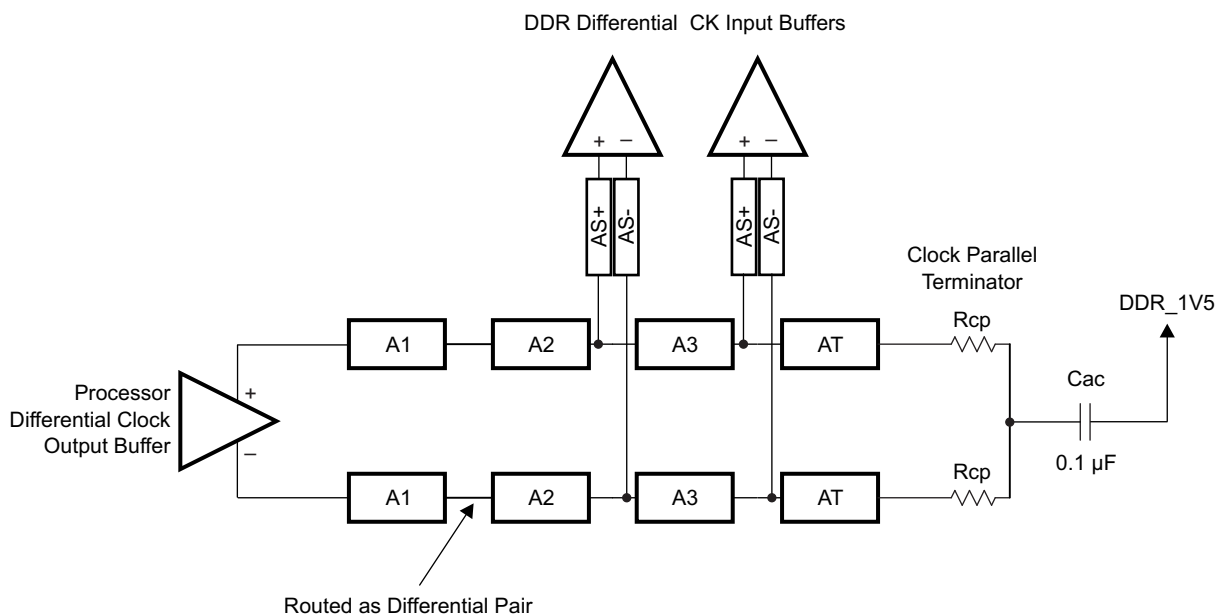 DDR Differential CK Input Buffers
+ –
+ –
AS+
AS-
AS+
AS-
Clock Parallel
Terminator
DDR_1V5
A1
A2
A3
AT
Rcp
Processor
Differential Clock
Output Buffer
+
–
Cac
0.1 µF
A1
A2
A3
AT
Rcp
Routed as Differential Pair